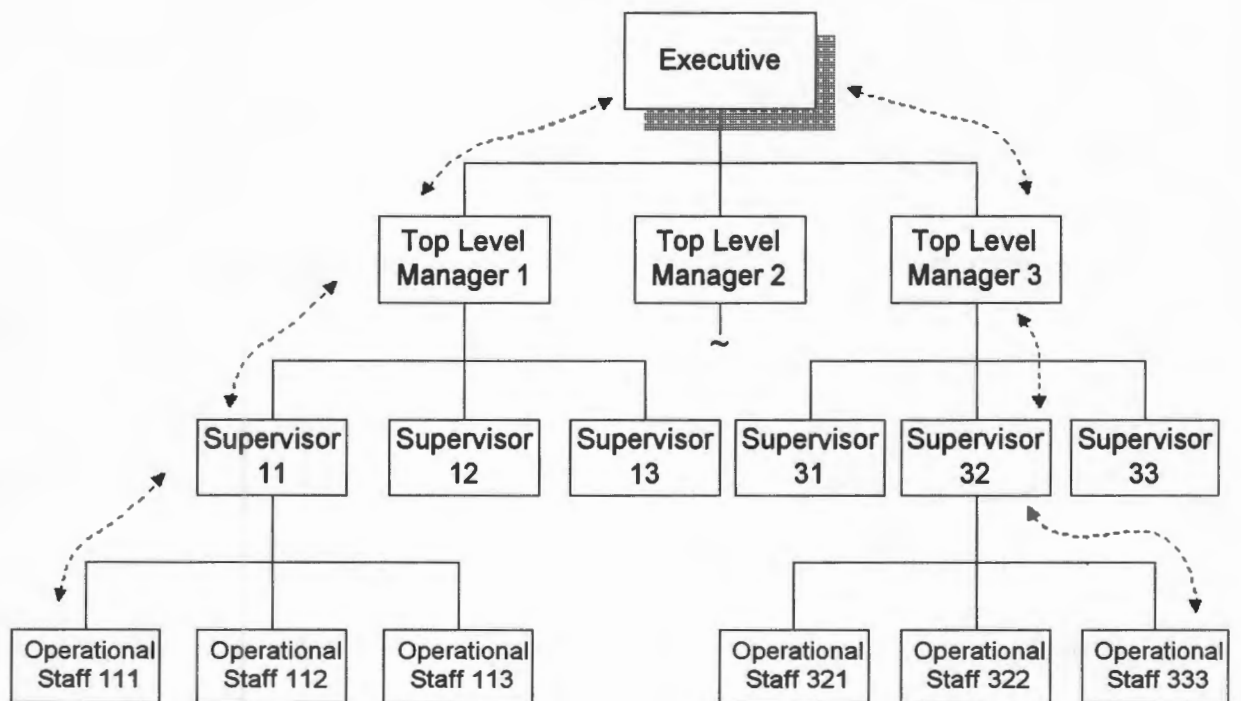 Executive
Top Level
Manager 1
Top Level
Manager 2
Top Level
Manager 3
~
Supervisor
11
Supervisor
12
Supervisor
13
Supervisor
31
Supervisor
32
Supervisor
33
Operational
Staff 111
Operational
Staff 112
Operational
Staff 113
Operational
Staff 321
Operational
Staff 322
Operational
Staff 333